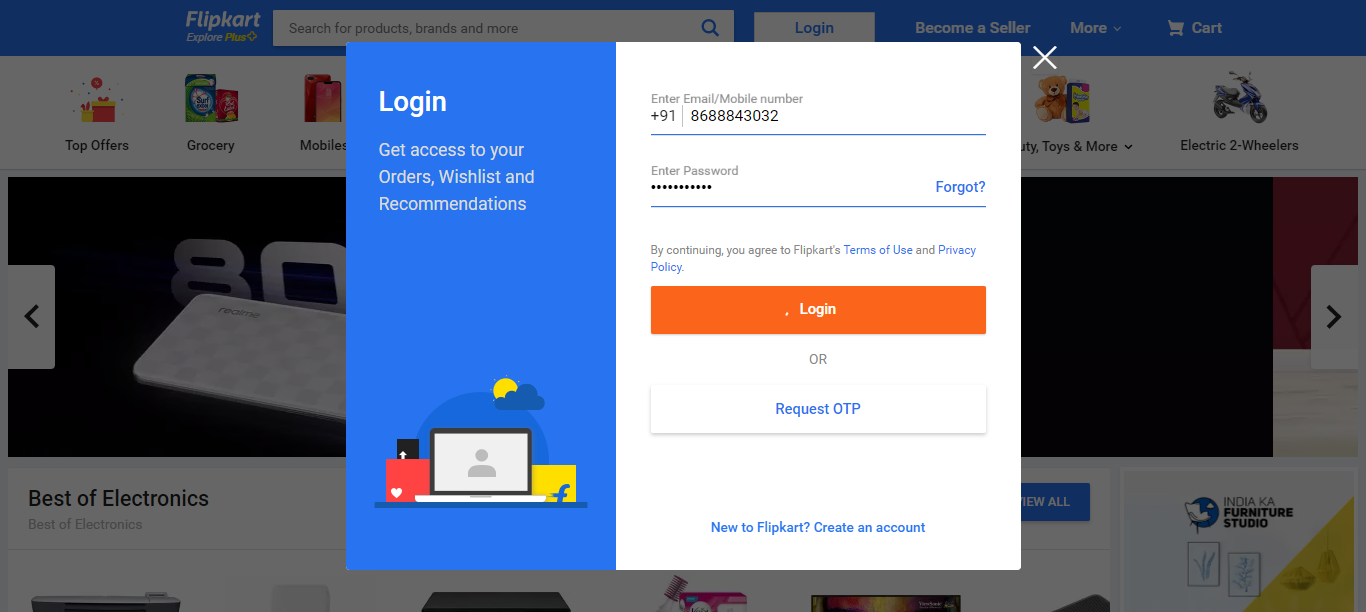 Flipkart
Explore Plus
Search for products, brands and more
Login
Become a Seller
More
Cart
Top Offers
Grocery
Mobiles
uty, Toys & More
Electric 2-Wheelers
Login
Get access to your
Orders, Wishlist and
Recommendations
Enter Email/Mobile number
+91 8688843032
Enter Password
•••••••••••
Forgot?
By continuing, you agree to Flipkart's Terms of Use and Privacy
Policy.
Login
OR
Request OTP
New to Flipkart? Create an account
80
realme
Best of Electronics
Best of Electronics
VIEW ALL
INDIA KA
FURNITURE
STUDIO